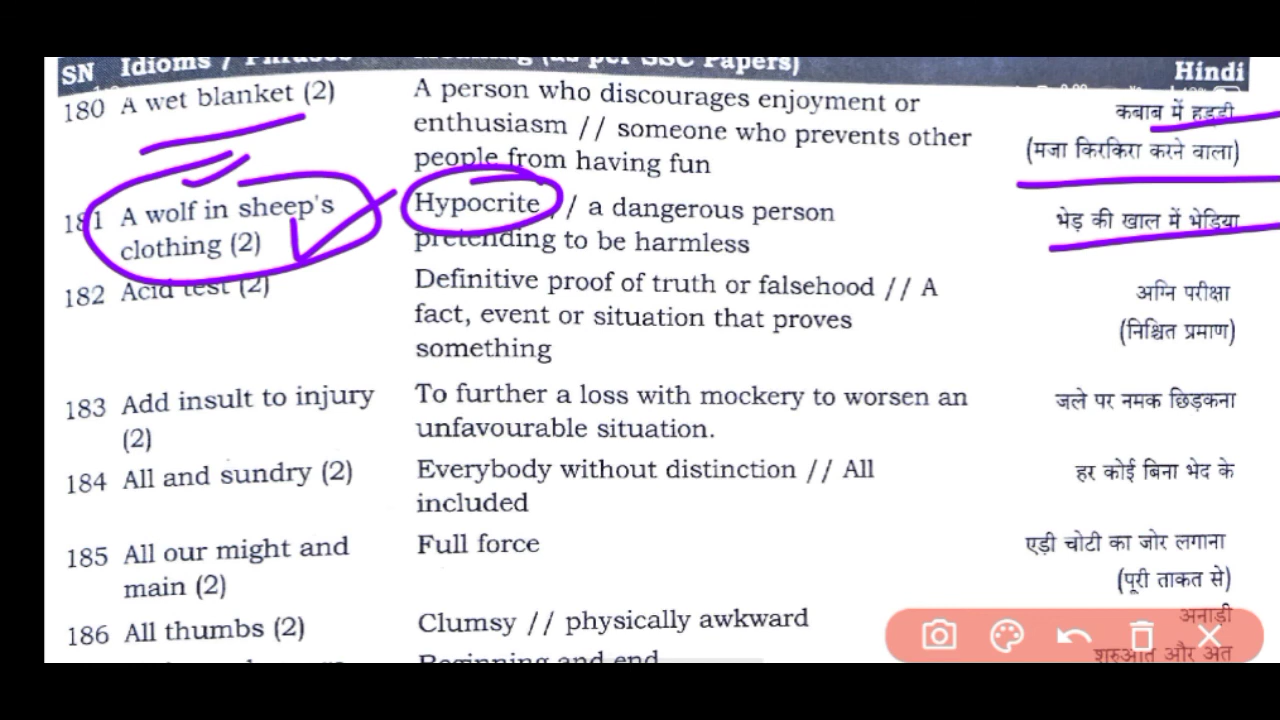 SN Idioms / Phrases (as per SSC Papers) Hindi
180 A wet blanket (2) A person who discourages enjoyment or कबाब में हड्डी
enthusiasm // someone who prevents other (मजा किरकिरा करने वाला)
people from having fun
181 A wolf in sheep's Hypocrite // a dangerous person भेड़ की खाल में भेडिया
clothing (2) pretending to be harmless
182 Acid test (2) Definitive proof of truth or falsehood // A अग्नि परीक्षा
fact, event or situation that proves (निश्चित प्रमाण)
something
183 Add insult to injury To further a loss with mockery to worsen an जले पर नमक छिड़कना
(2) unfavourable situation.
184 All and sundry (2) Everybody without distinction // All हर कोई बिना भेद के
included
185 All our might and Full force एड़ी चोटी का जोर लगाना
main (2) (पूरी ताकत से)
186 All thumbs (2) Clumsy // physically awkward अनाड़ी
Beginning and end शुरुआत और अंत